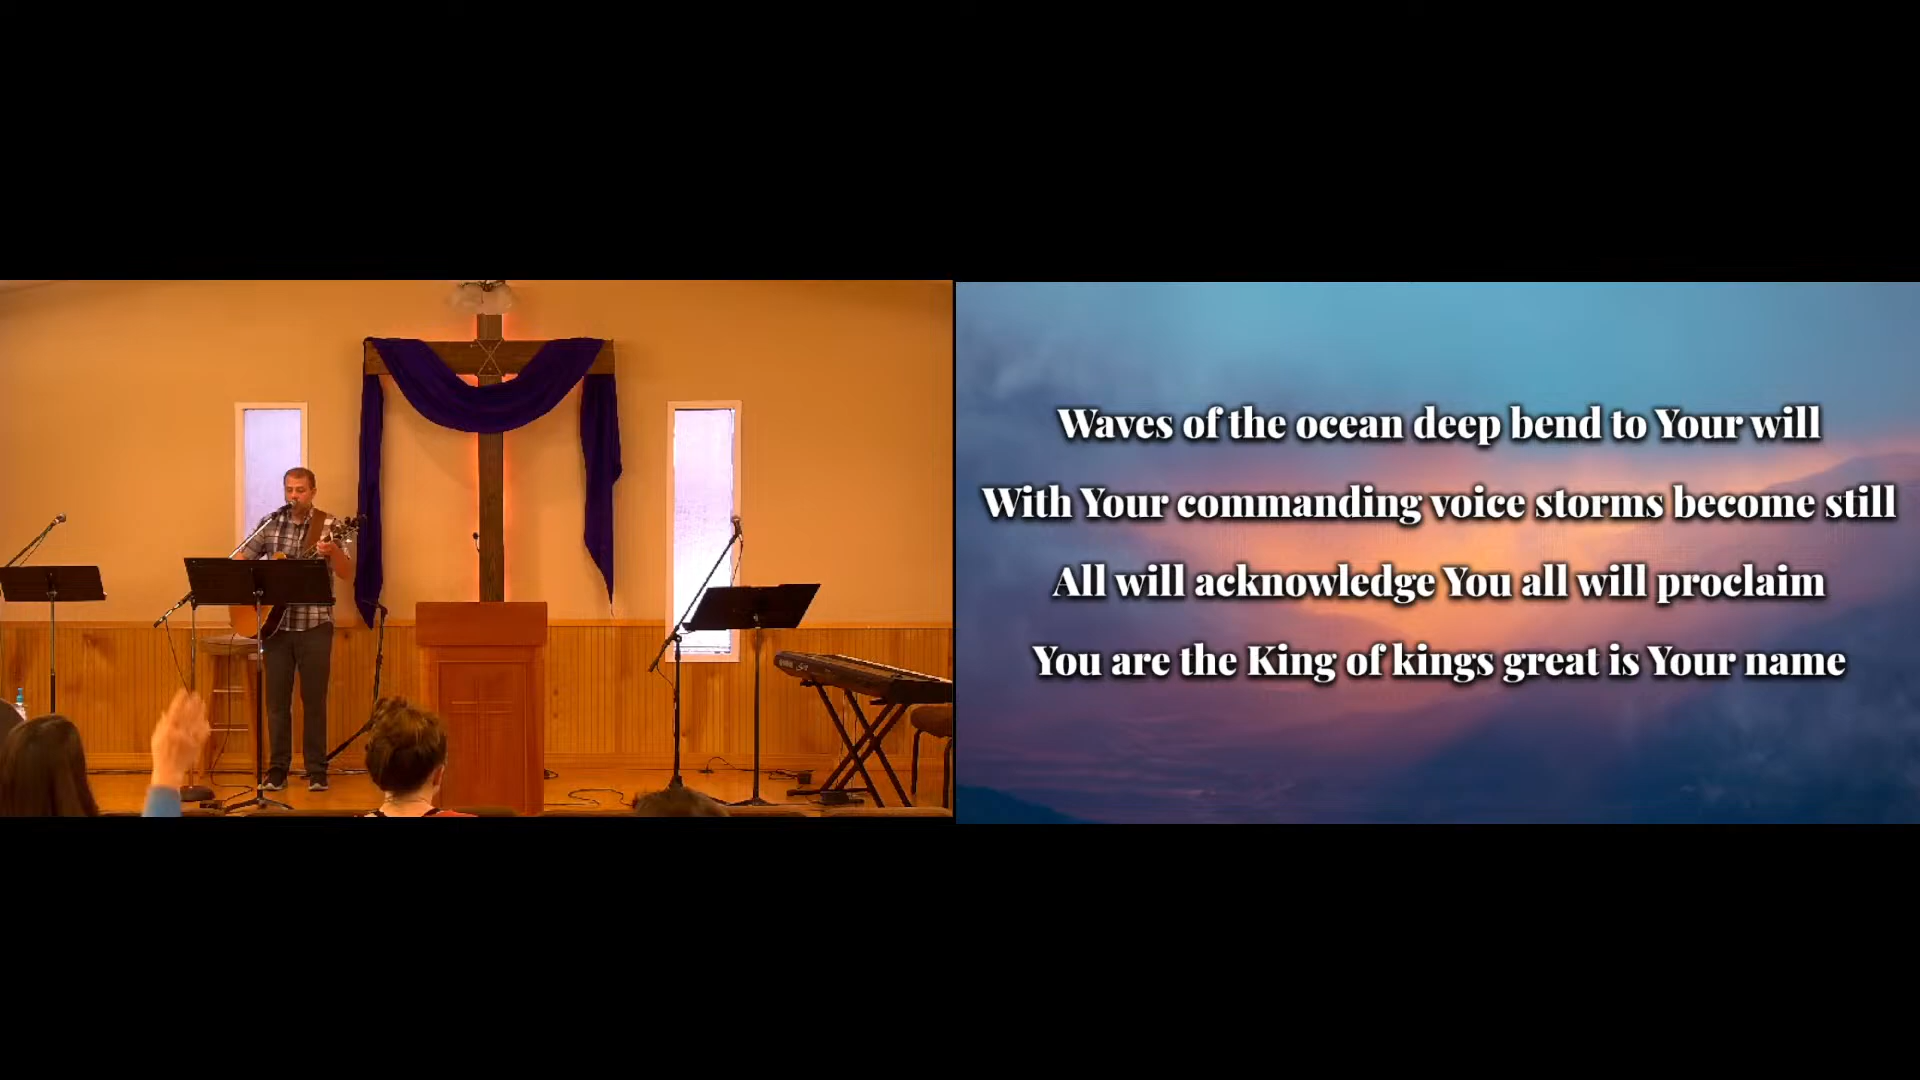 Waves of the ocean deep bend to Your will
With Your commanding voice storms become still
All will acknowledge You all will proclaim
You are the King of kings great is Your name